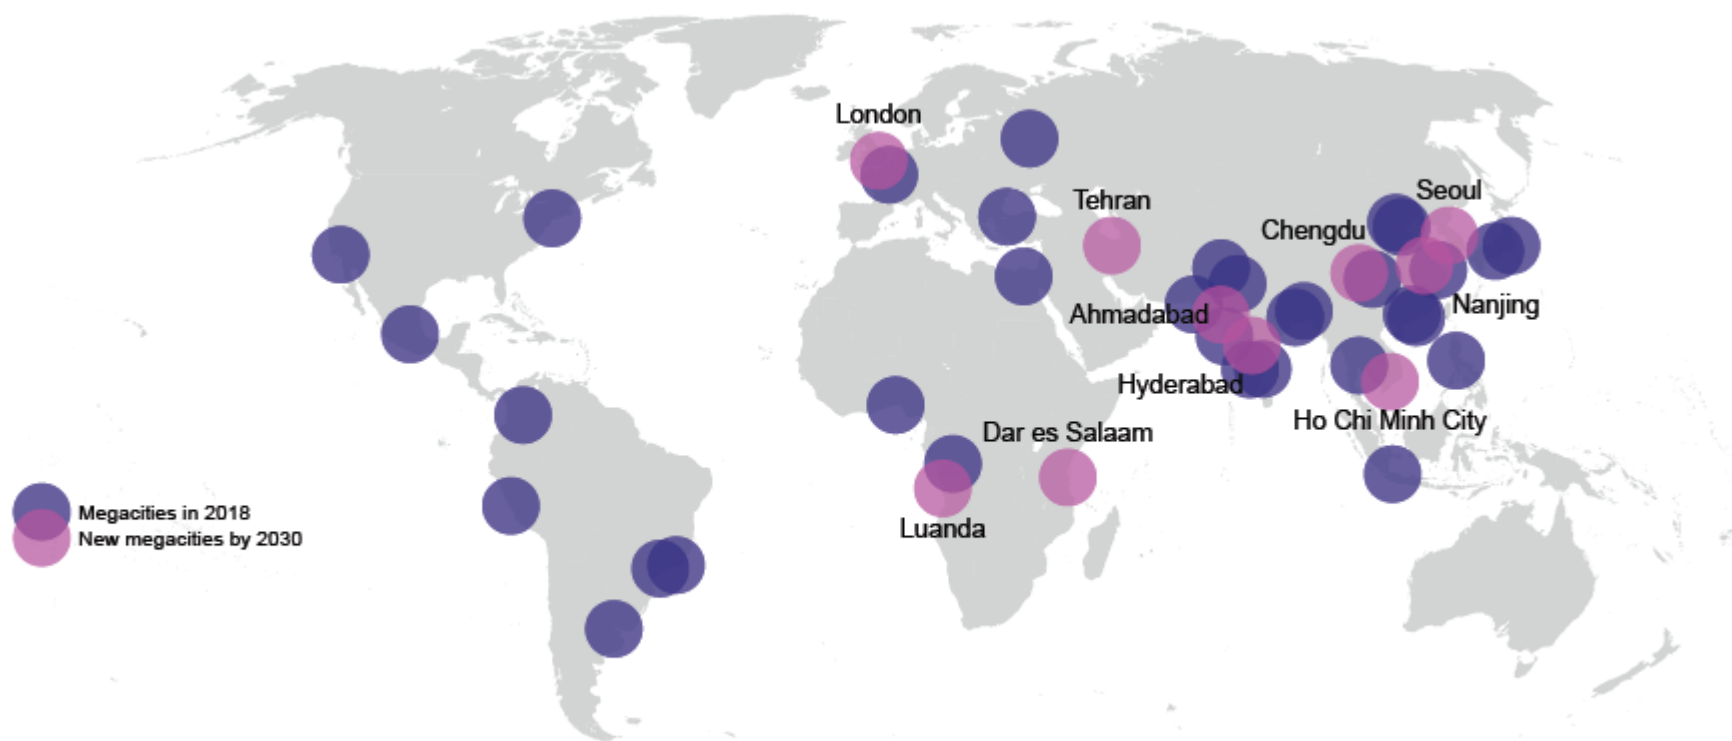 London
Seoul
Tehran
Chengdu
Nanjing
Ahmadabad
Hyderabad
Ho Chi Minh City
Dar es Salaam
Luanda
Megacities in 2018
New megacities by 2030